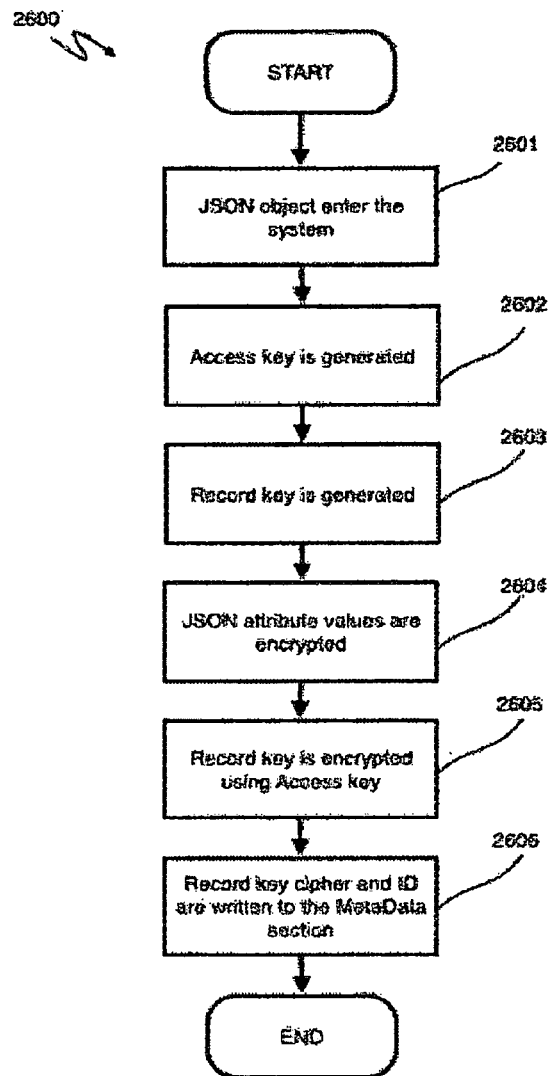 2600
START
2601
JSON object enter the
system
2602
Access key is generated
2603
Record key is generated
2604
JSON attribute values are
encrypted
2605
Record key is encrypted
using Access key
2606
Record key cipher and ID
are written to the MetaData
section
END